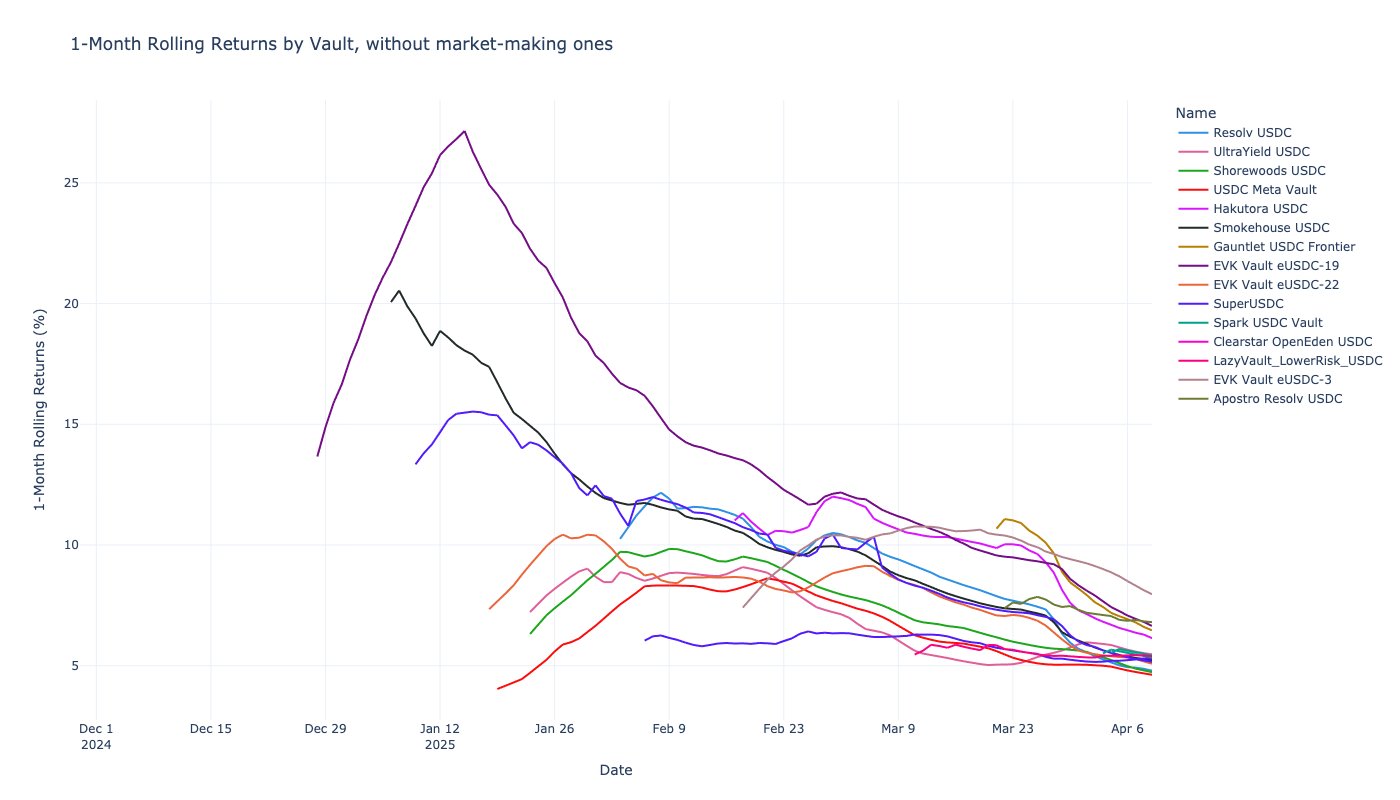 1-Month Rolling Returns by Vault, without market-making ones
Name
Resolv USDC
UltraYield USDC
Shorewoods USDC
USDC Meta Vault
Hakutora USDC
Smokehouse USDC
Gauntlet USDC Frontier
EVK Vault eUSDC-19
EVK Vault eUSDC-22
SuperUSDC
Spark USDC Vault
Clearstar OpenEden USDC
LazyVault_LowerRisk_USDC
EVK Vault eUSDC-3
Apostro Resolv USDC
1-Month Rolling Returns (%)
25
20
15
10
5
Dec 1 Dec 15 Dec 29 Jan 12 Jan 26 Feb 9 Feb 23 Mar 9 Mar 23 Apr 6
2024 2025
Date